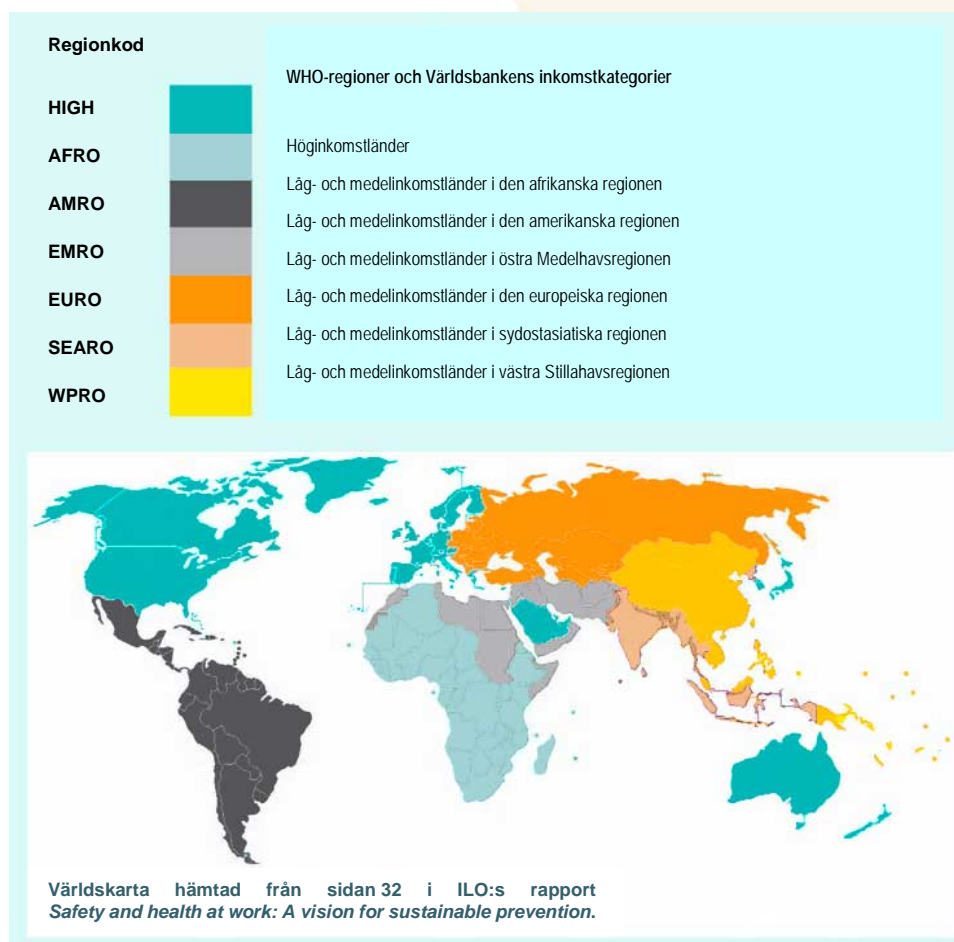 Regionkod
WHO-regioner och Världsbankens inkomstkategorier
HIGH
Höginkomstländer
AFRO
Låg- och medelinkomstländer i den afrikanska regionen
AMRO
Låg- och medelinkomstländer i den amerikanska regionen
EMRO
Låg- och medelinkomstländer i östra Medelhavsregionen
EURO
Låg- och medelinkomstländer i den europeiska regionen
SEARO
Låg- och medelinkomstländer i sydostasiatiska regionen
WPRO
Låg- och medelinkomstländer i västra Stillahavsregionen
Världskarta hämtad från sidan 32 i ILO:s rapport
Safety and health at work: A vision for sustainable prevention.